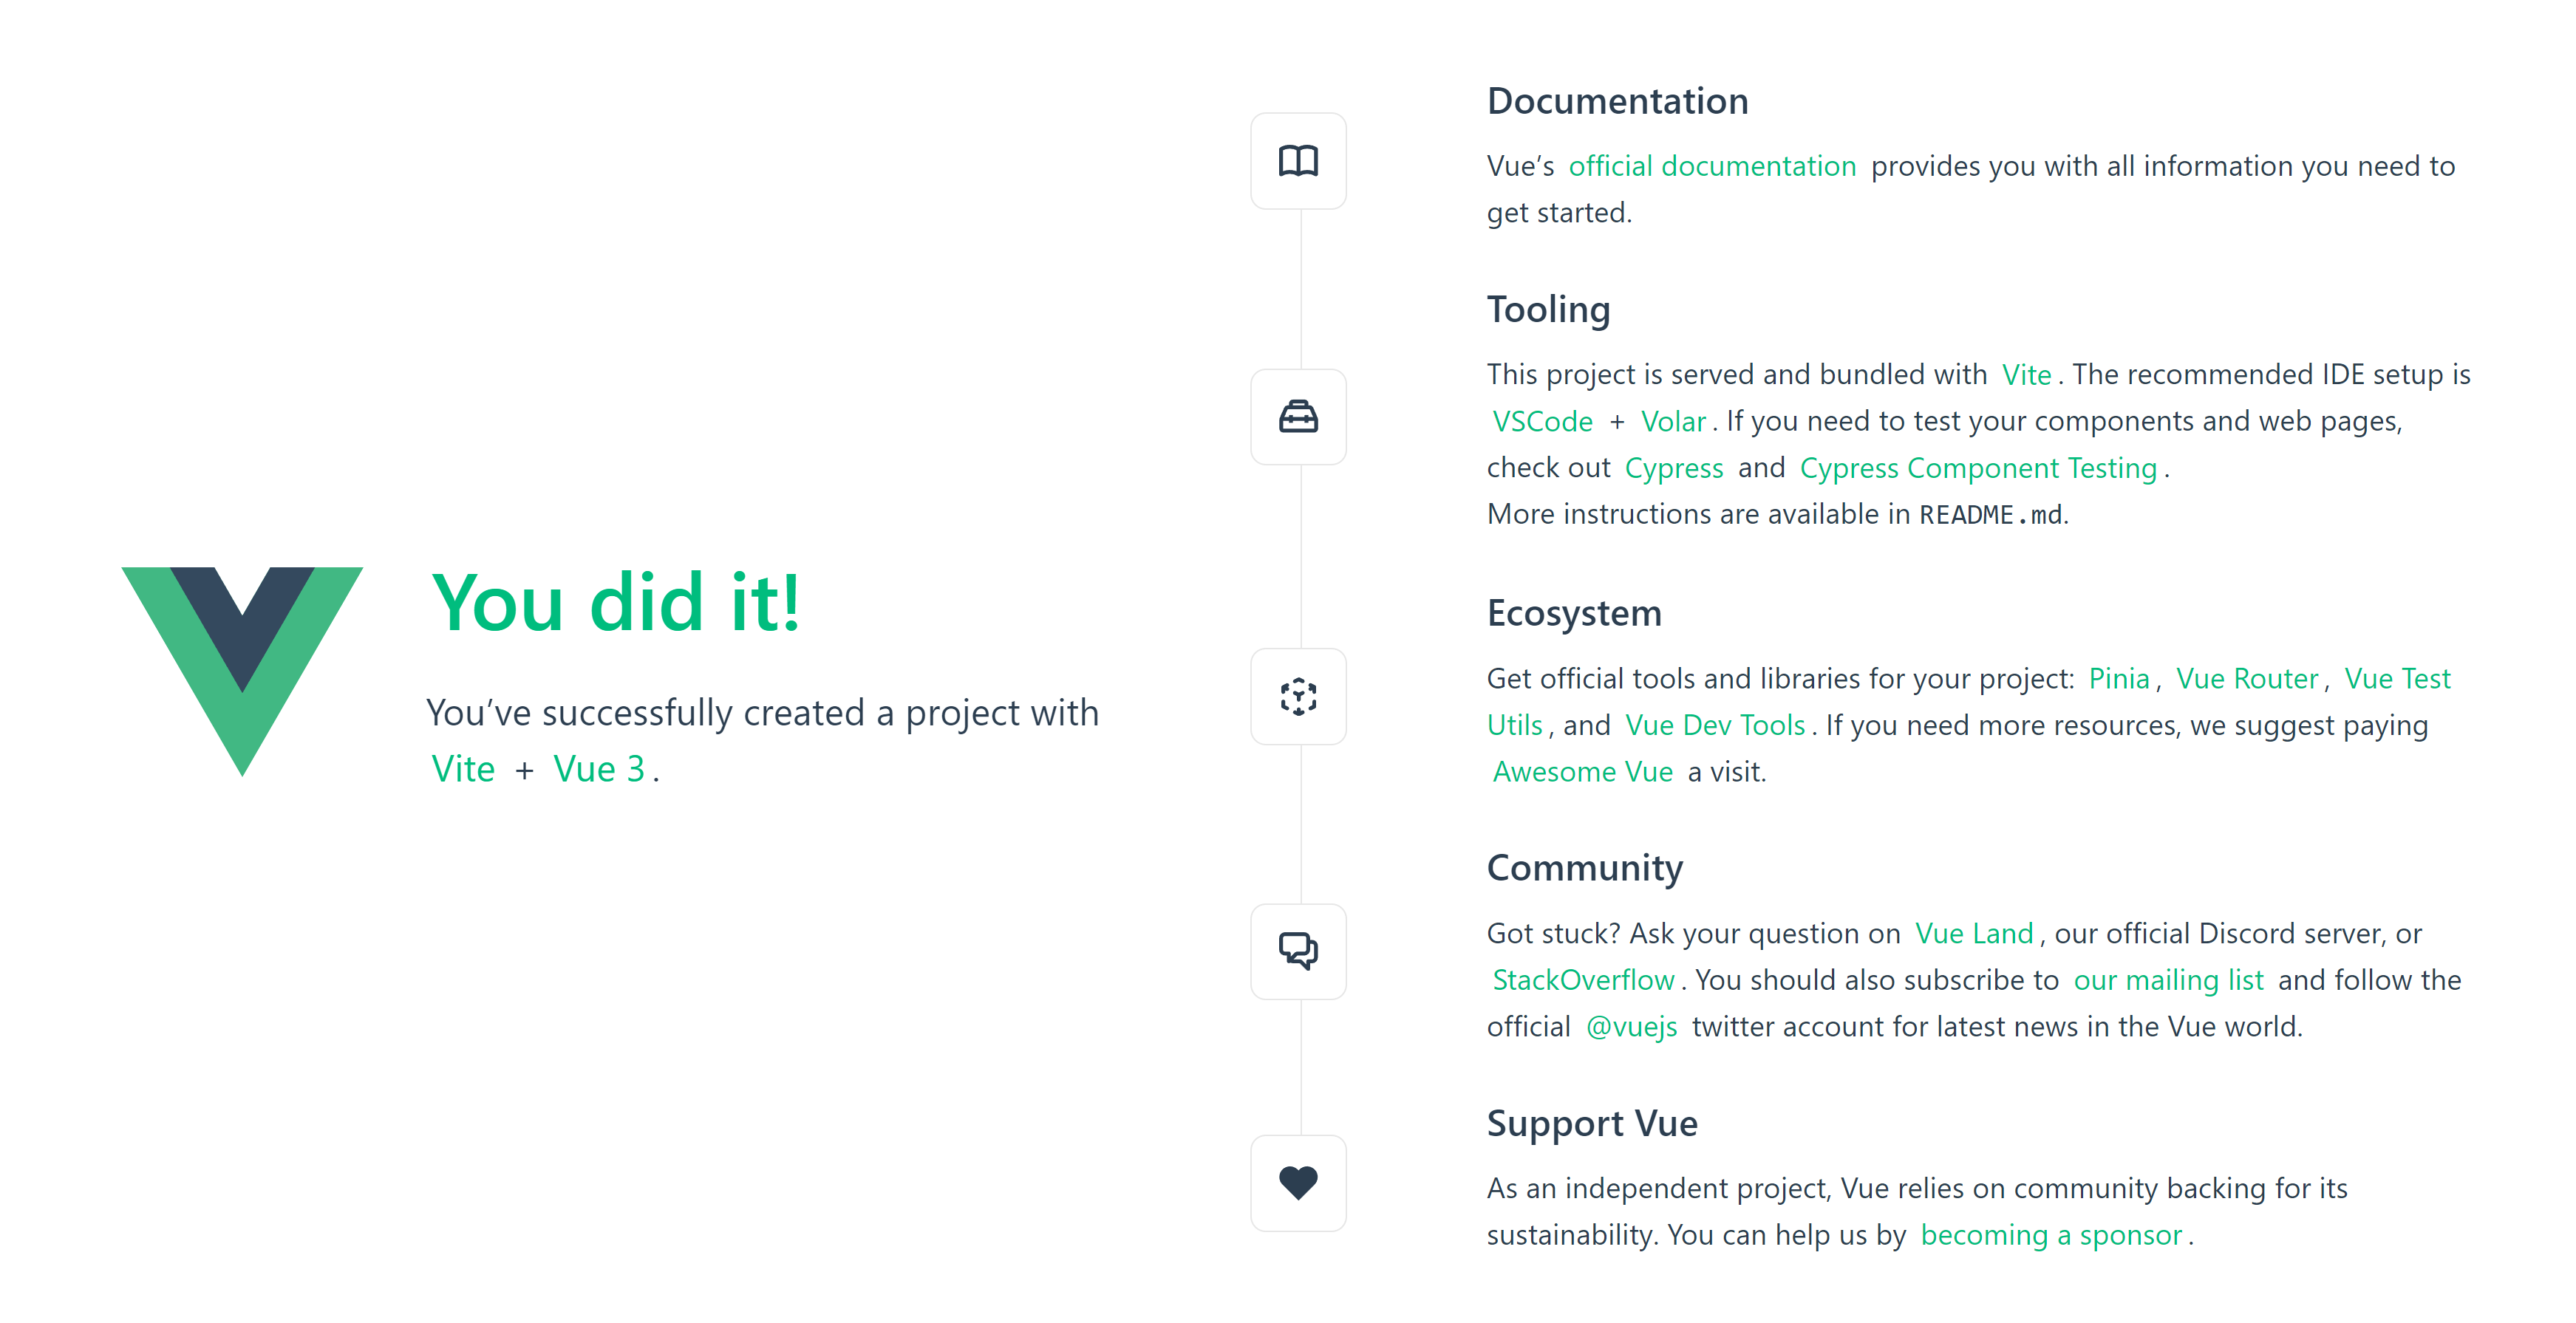 You did it!
You’ve successfully created a project with
Vite + Vue 3.
Documentation
Vue’s official documentation provides you with all information you need to
get started.
Tooling
This project is served and bundled with Vite. The recommended IDE setup is
VSCode + Volar. If you need to test your components and web pages,
check out Cypress and Cypress Component Testing.
More instructions are available in README.md.
Ecosystem
Get official tools and libraries for your project: Pinia, Vue Router, Vue Test
Utils, and Vue Dev Tools. If you need more resources, we suggest paying
Awesome Vue a visit.
Community
Got stuck? Ask your question on Vue Land, our official Discord server, or
StackOverflow. You should also subscribe to our mailing list and follow the
official @vuejs twitter account for latest news in the Vue world.
Support Vue
As an independent project, Vue relies on community backing for its
sustainability. You can help us by becoming a sponsor.